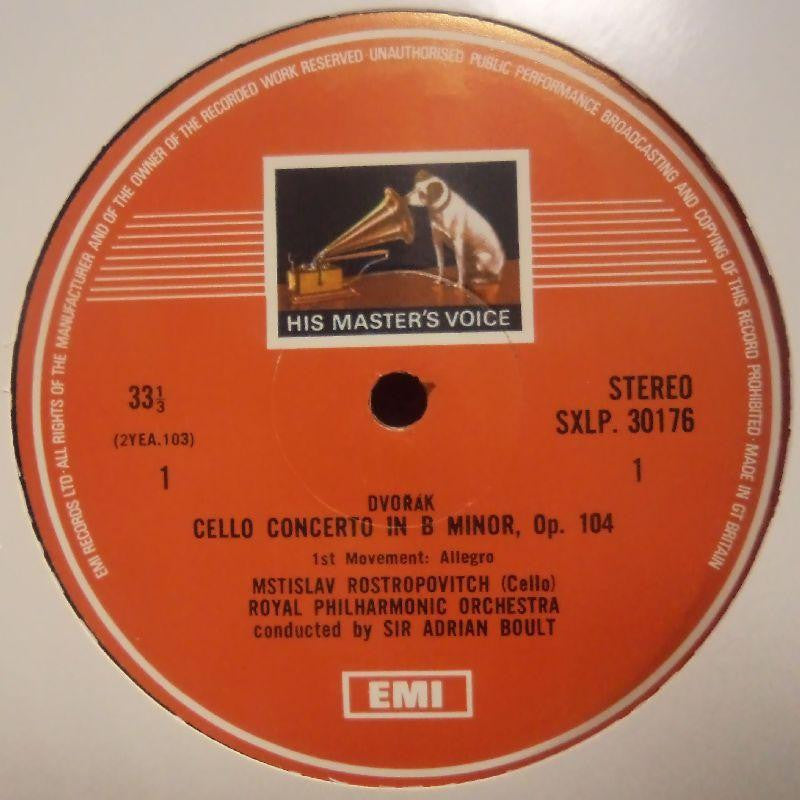 EMI RECORDS LTD · ALL RIGHTS OF THE MANUFACTURER AND OF THE OWNER OF THE RECORDED WORK RESERVED UNAUTHORISED PUBLIC PERFORMANCE BROADCASTING AND COPYING OF THIS RECORD PROHIBITED · MADE IN GT BRITAIN
HIS MASTER'S VOICE
33⅓
STEREO
SXLP. 30176
(2YEA.103)
1
1
DVORAK
CELLO CONCERTO IN B MINOR, Op. 104
1st Movement: Allegro
MSTISLAV ROSTROPOVITCH (Cello)
ROYAL PHILHARMONIC ORCHESTRA
conducted by SIR ADRIAN BOULT
EMI